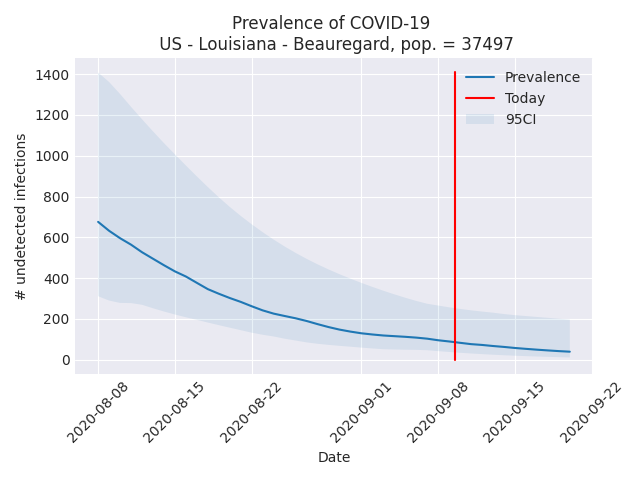 Prevalence of COVID-19
US - Louisiana - Beauregard, pop. = 37497
Prevalence
Today
95CI
# undetected infections
1400
1200
1000
800
600
400
200
0
2020-08-08
2020-08-15
2020-08-22
2020-09-01
2020-09-08
2020-09-15
2020-09-22
Date